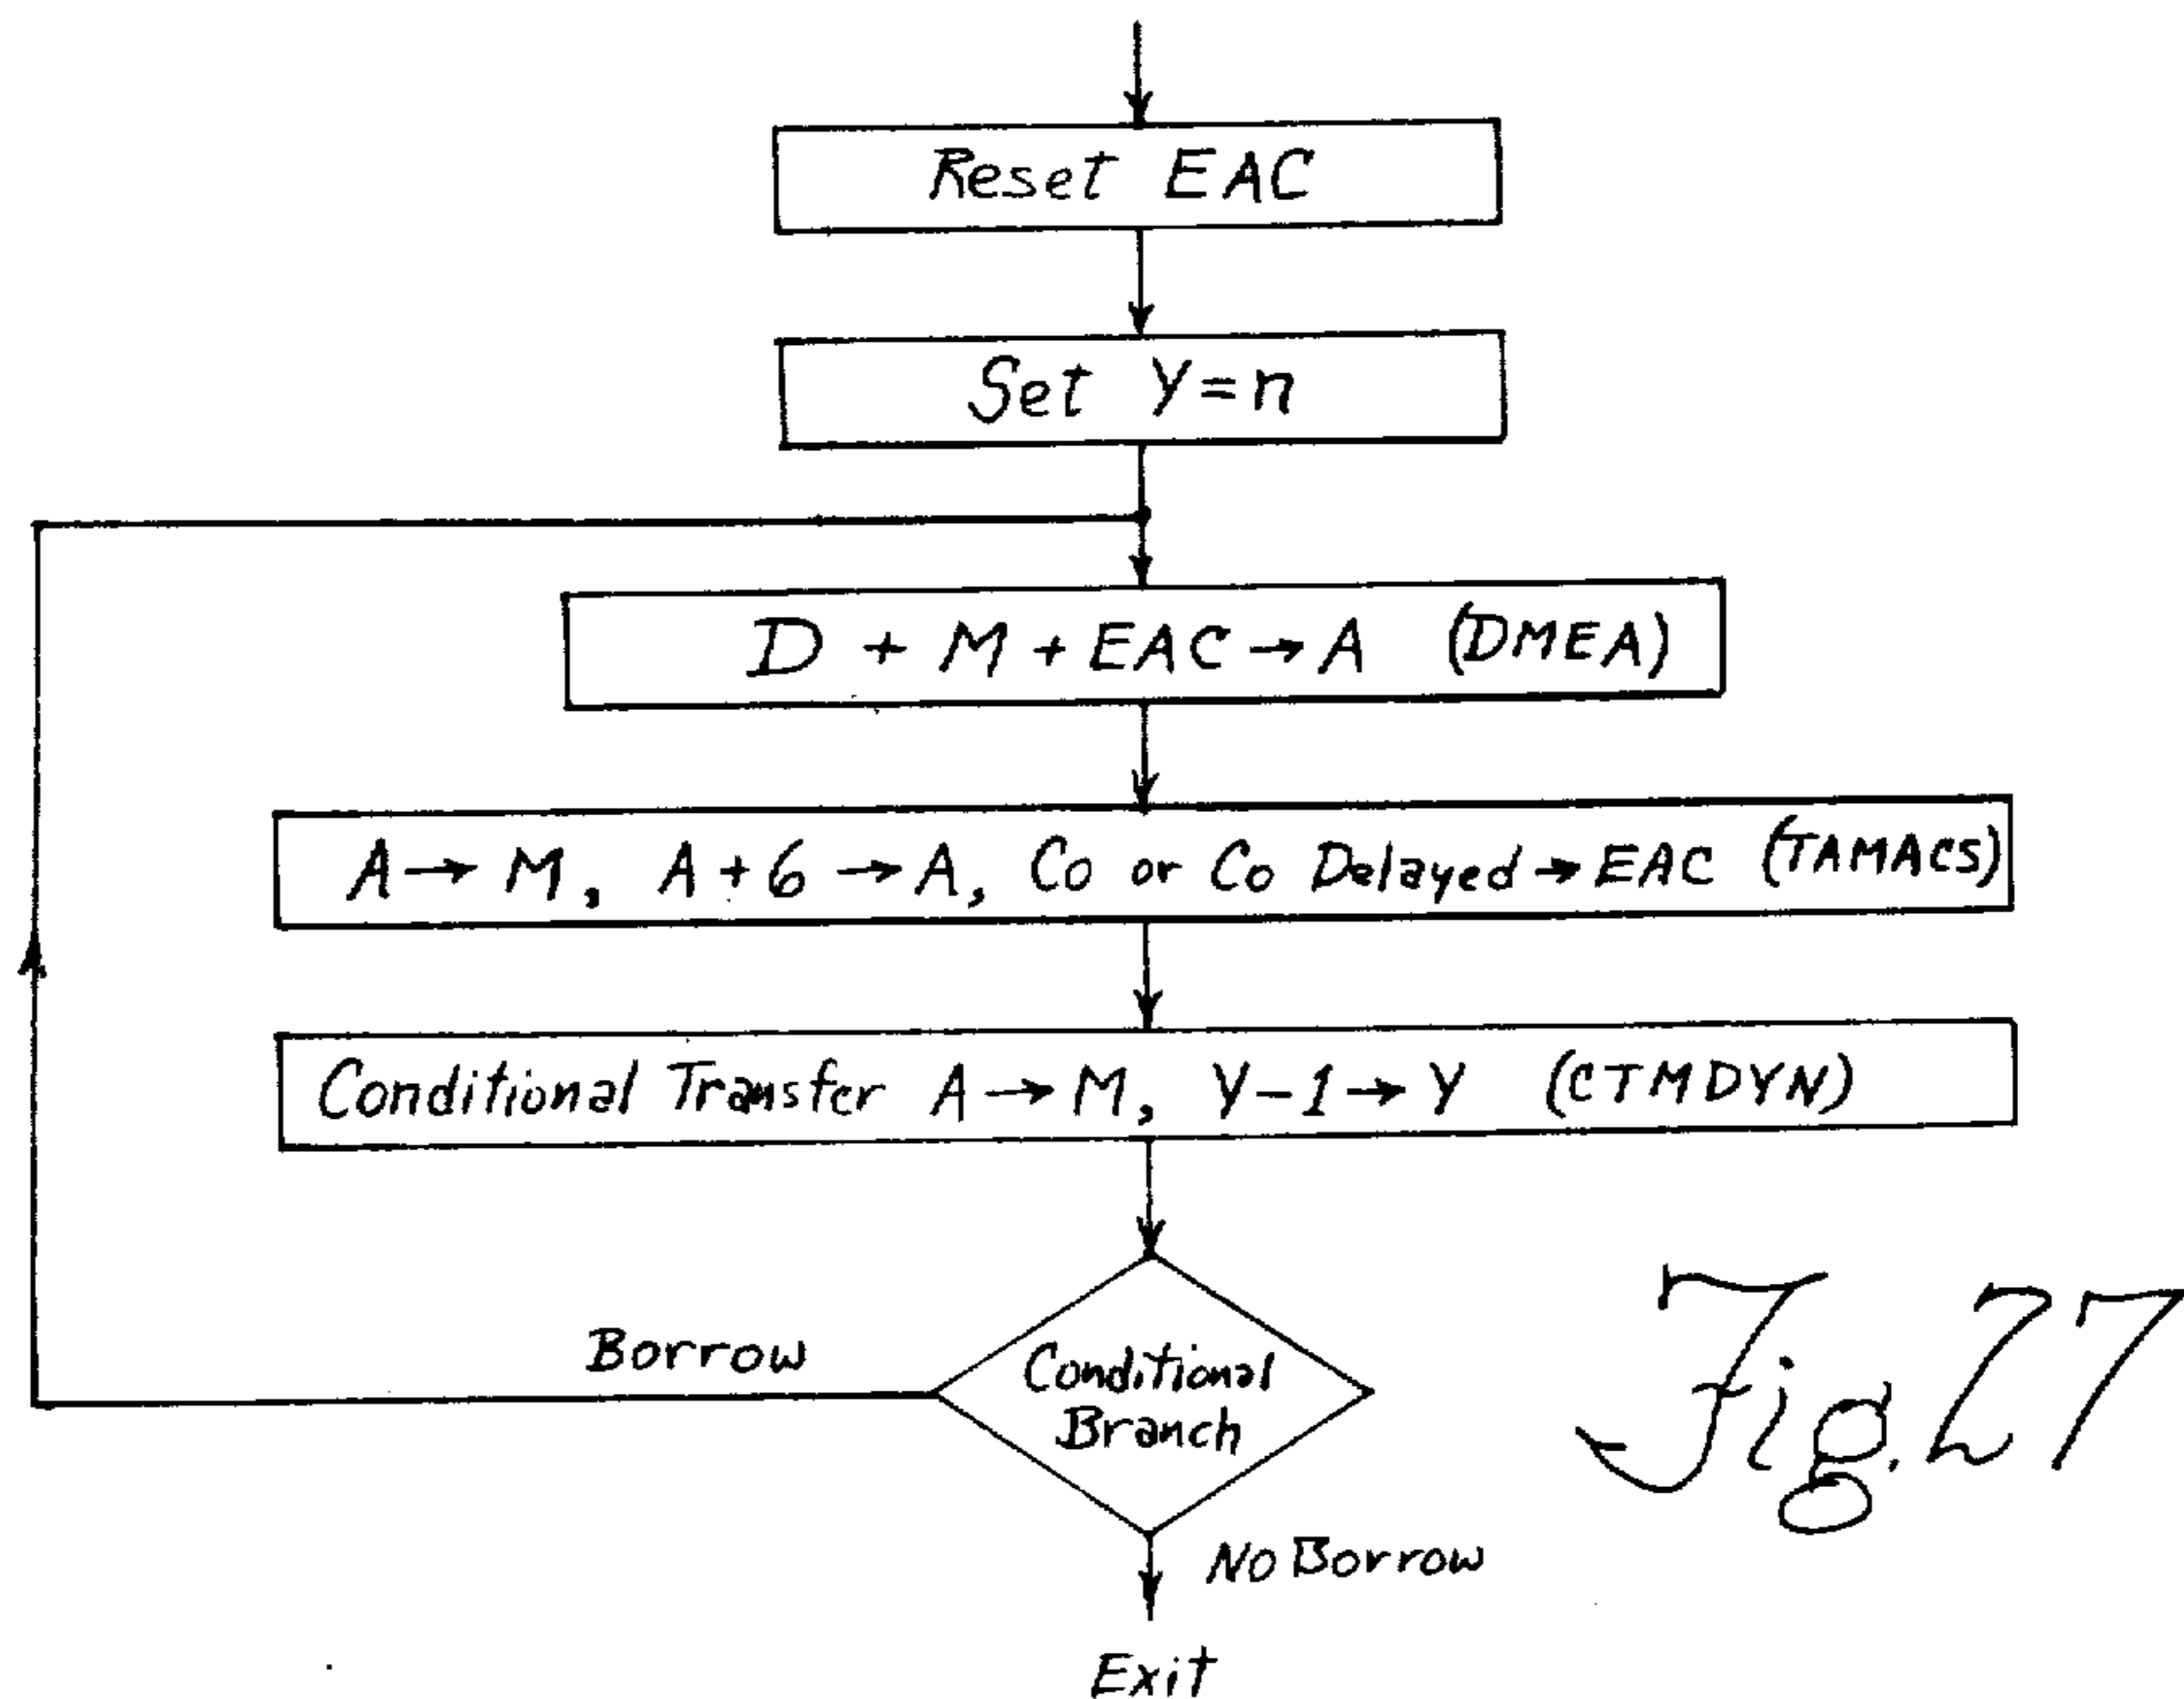 Reset EAC
Set Y=n
D + M + EAC → A (DMEA)
A → M, A + 6 → A, Co or Co Delayed → EAC (TAMACS)
Conditional Transfer A → M, Y - 1 → Y (CTMDYN)
Borrow
Conditional
Branch
No Borrow
Exit
Fig. 27